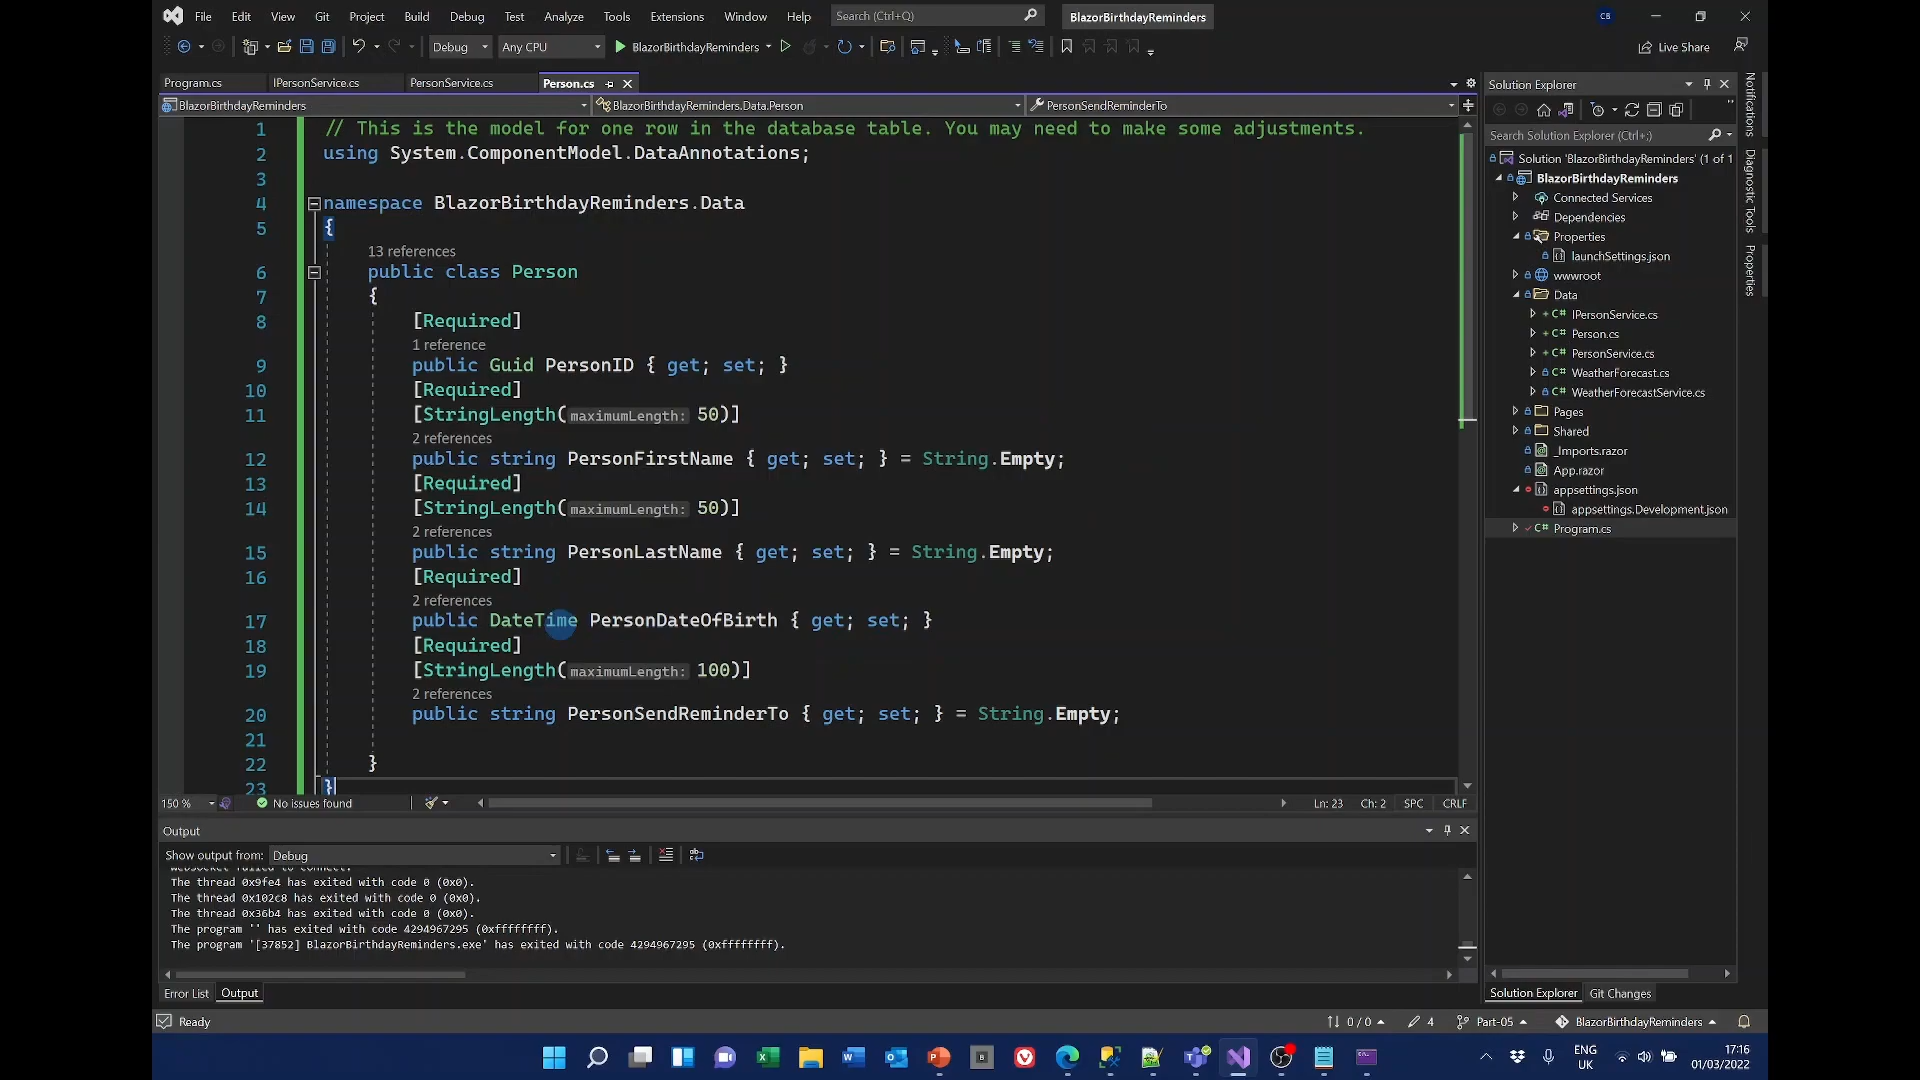 File Edit View Git Project Build Debug Test Analyze Tools Extensions Window Help Search (Ctrl+Q) BlazorBirthdayReminders CB
Debug Any CPU BlazorBirthdayReminders Live Share
Program.cs IPersonService.cs PersonService.cs Person.cs
BlazorBirthdayReminders BlazorBirthdayReminders.Data.Person PersonSendReminderTo
1 // This is the model for one row in the database table. You may need to make some adjustments.
2 using System.ComponentModel.DataAnnotations;
3
4 namespace BlazorBirthdayReminders.Data
5 {
13 references
6 public class Person
7 {
8 [Required]
1 reference
9 public Guid PersonID { get; set; }
10 [Required]
11 [StringLength(maximumLength: 50)]
2 references
12 public string PersonFirstName { get; set; } = String.Empty;
13 [Required]
14 [StringLength(maximumLength: 50)]
2 references
15 public string PersonLastName { get; set; } = String.Empty;
16 [Required]
2 references
17 public DateTime PersonDateOfBirth { get; set; }
18 [Required]
19 [StringLength(maximumLength: 100)]
2 references
20 public string PersonSendReminderTo { get; set; } = String.Empty;
21
22 }
23 }
150 % No issues found Ln: 23 Ch: 2 SPC CRLF
Output
Show output from: Debug
WebSocket failed to connect.
The thread 0x9fe4 has exited with code 0 (0x0).
The thread 0x102c8 has exited with code 0 (0x0).
The thread 0x36b4 has exited with code 0 (0x0).
The program '' has exited with code 4294967295 (0xffffffff).
The program '[37852] BlazorBirthdayReminders.exe' has exited with code 4294967295 (0xffffffff).
Error List Output
Solution Explorer
Search Solution Explorer (Ctrl+;)
Solution 'BlazorBirthdayReminders' (1 of 1
BlazorBirthdayReminders
Connected Services
Dependencies
Properties
launchSettings.json
wwwroot
Data
IPersonService.cs
Person.cs
PersonService.cs
WeatherForecast.cs
WeatherForecastService.cs
Pages
Shared
_Imports.razor
App.razor
appsettings.json
appsettings.Development.json
Program.cs
Solution Explorer Git Changes
Notifications
Diagnostic Tools
Properties
Ready 0 / 0 4 Part-05 BlazorBirthdayReminders
ENG
UK
17:16
01/03/2022